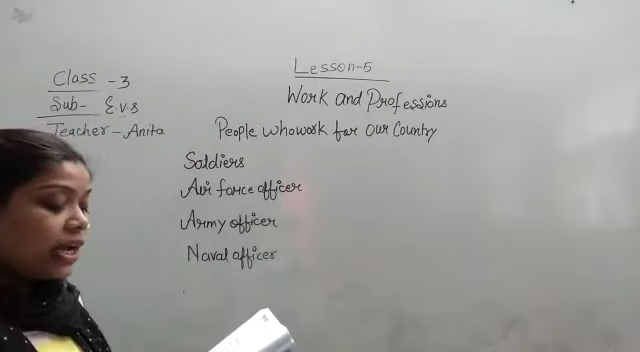 Class - 3
Sub- E.V.S
Teacher - Anita
Lesson-5
Work and Professions
People who work for Our Country
Soldiers
Air force officer
Army officer
Naval officer